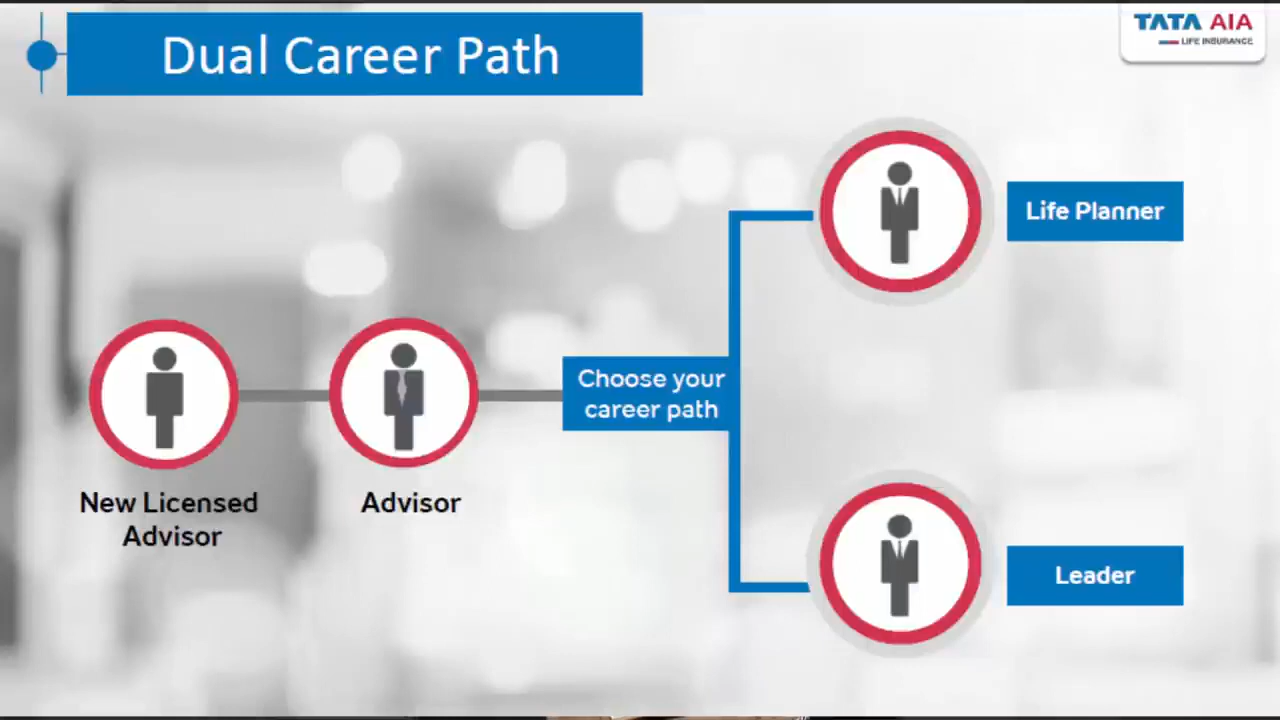 Dual Career Path
TATA AIA
LIFE INSURANCE
Life Planner
Choose your
career path
New Licensed
Advisor
Advisor
Leader